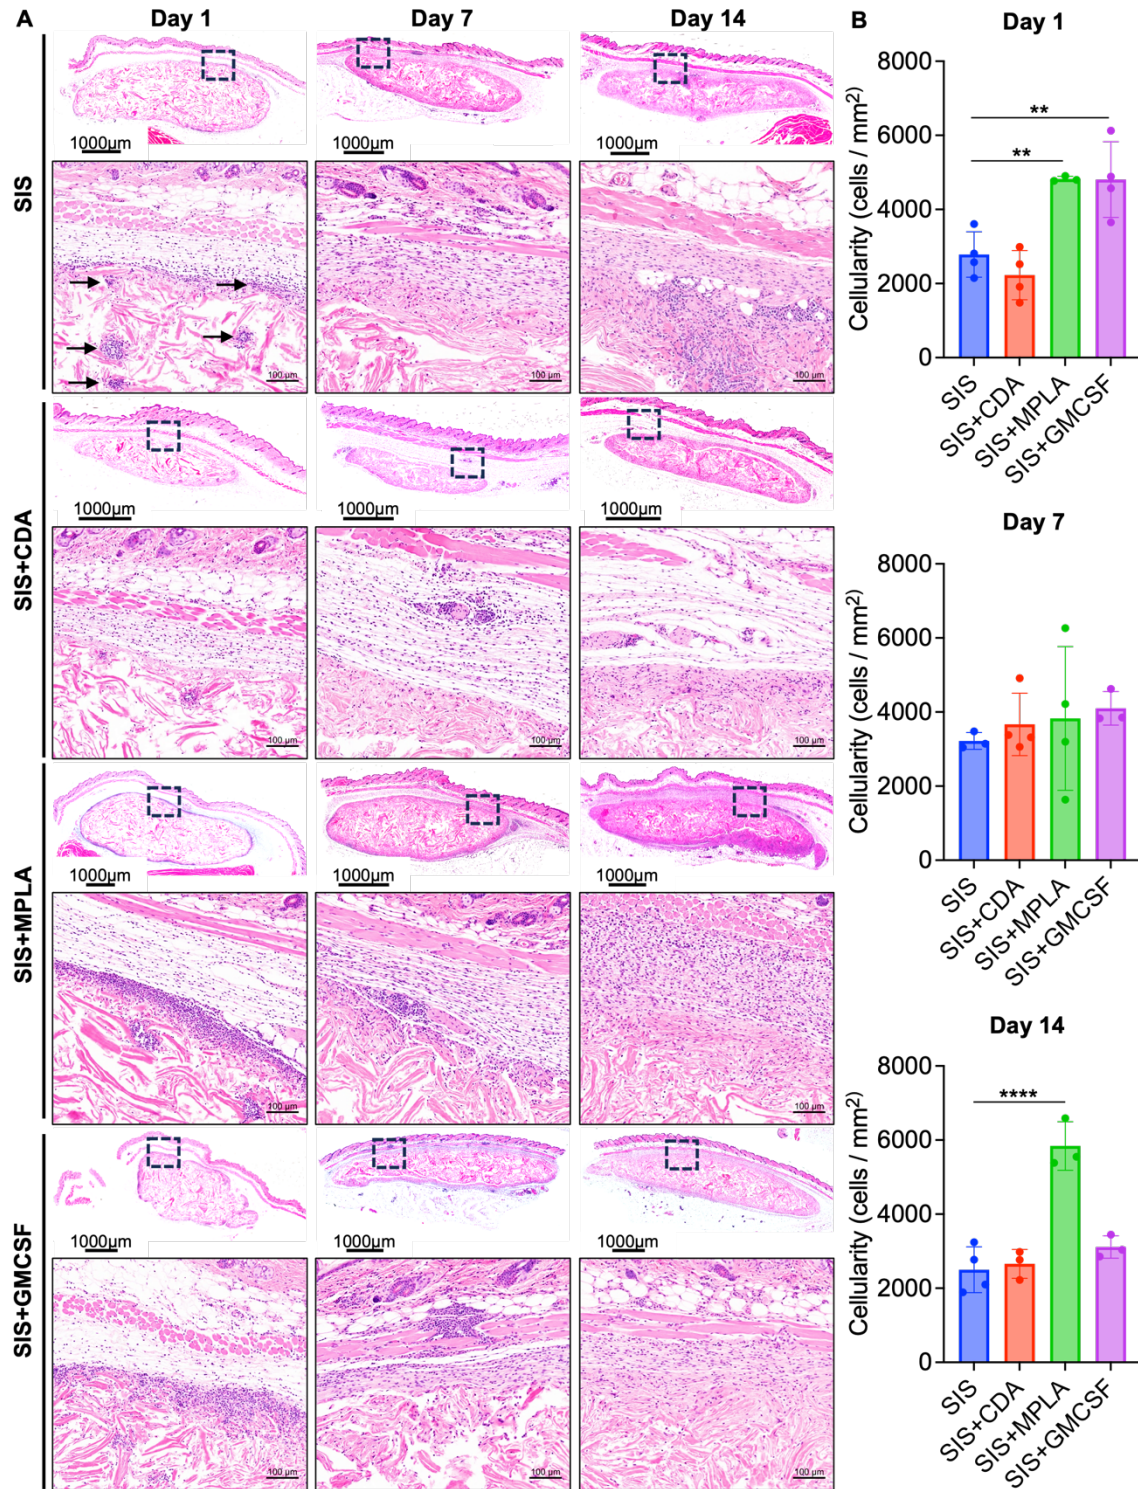 A
Day 1
Day 7
Day 14
SIS
1000µm
1000µm
1000µm
100 µm
100 µm
100 µm
SIS+CDA
1000µm
1000µm
1000µm
100 µm
100 µm
100 µm
SIS+MPLA
1000µm
1000µm
1000µm
100 µm
100 µm
100 µm
SIS+GMCSF
1000µm
1000µm
1000µm
100 µm
100 µm
100 µm
B
Day 1
Cellularity (cells / mm²)
8000
6000
4000
2000
0
**
**
SIS
SIS+CDA
SIS+MPLA
SIS+GMCSF
Day 7
Cellularity (cells / mm²)
8000
6000
4000
2000
0
SIS
SIS+CDA
SIS+MPLA
SIS+GMCSF
Day 14
Cellularity (cells / mm²)
8000
6000
4000
2000
0
****
SIS
SIS+CDA
SIS+MPLA
SIS+GMCSF